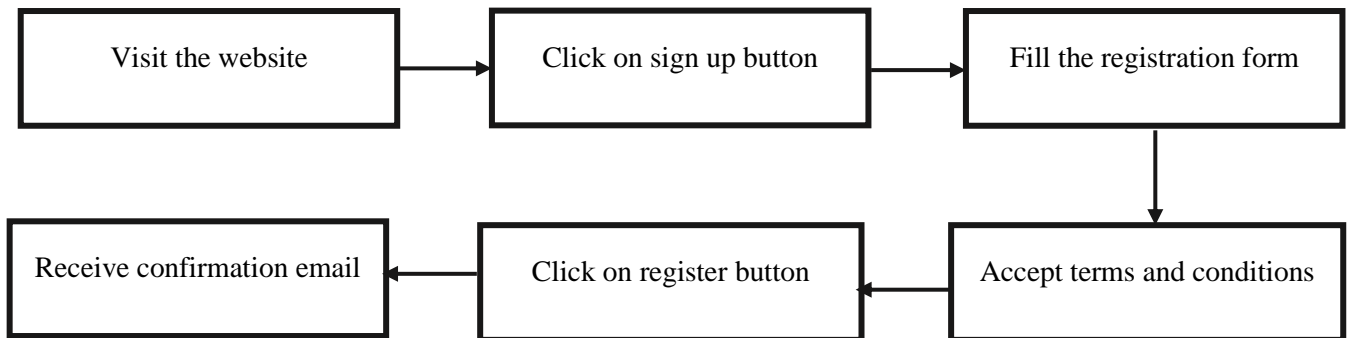 Visit the website
Click on sign up button
Fill the registration form
Accept terms and conditions
Click on register button
Receive confirmation email